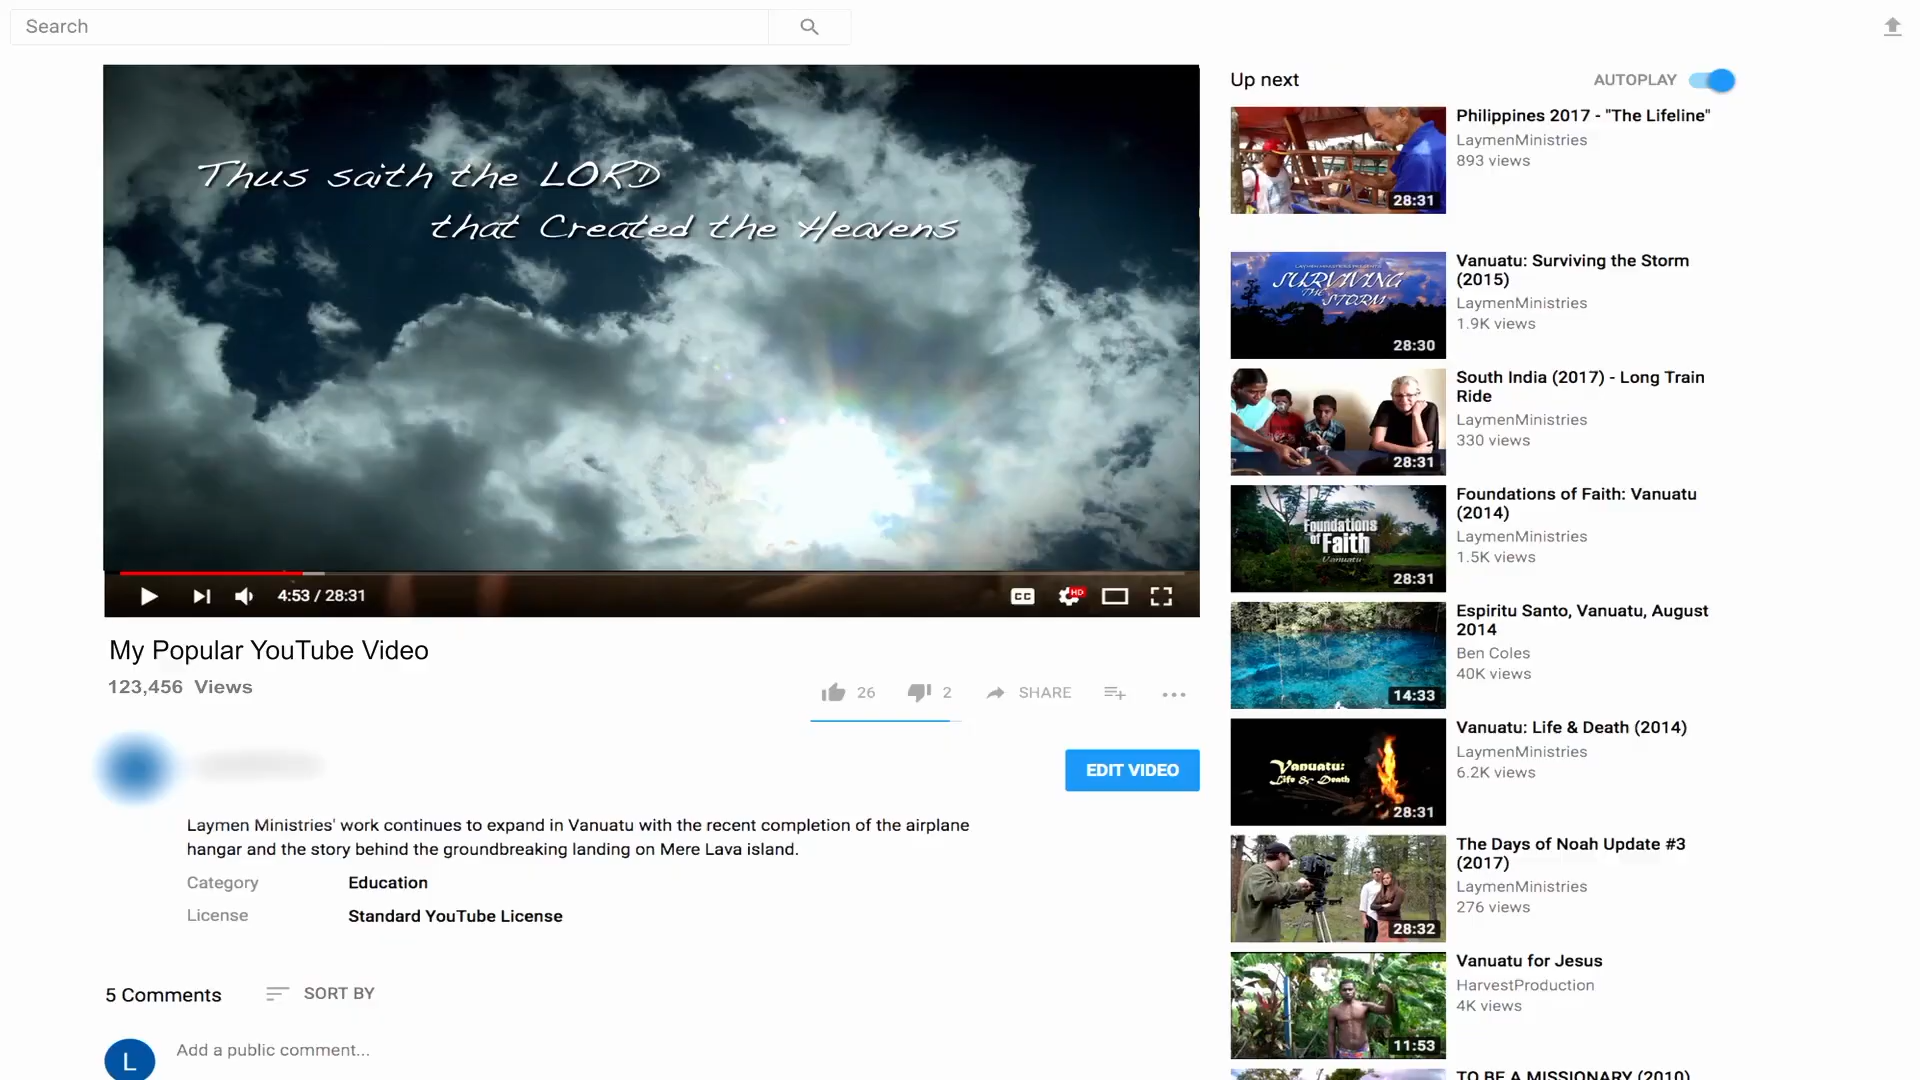 Search
Thus saith the LORD
that Created the Heavens
4:53 / 28:31
CC
HD
My Popular YouTube Video
123,456 Views
26
2
SHARE
EDIT VIDEO
Laymen Ministries' work continues to expand in Vanuatu with the recent completion of the airplane
hangar and the story behind the groundbreaking landing on Mere Lava island.
Category Education
License Standard YouTube License
5 Comments
SORT BY
L
Add a public comment...
Up next
AUTOPLAY
28:31
Philippines 2017 - "The Lifeline"
LaymenMinistries
893 views
SURVIVING
THE STORM
28:30
Vanuatu: Surviving the Storm
(2015)
LaymenMinistries
1.9K views
28:31
South India (2017) - Long Train
Ride
LaymenMinistries
330 views
Foundations
of Faith
Vanuatu
28:31
Foundations of Faith: Vanuatu
(2014)
LaymenMinistries
1.5K views
14:33
Espiritu Santo, Vanuatu, August
2014
Ben Coles
40K views
Vanuatu:
Life & Death
28:31
Vanuatu: Life & Death (2014)
LaymenMinistries
6.2K views
28:32
The Days of Noah Update #3
(2017)
LaymenMinistries
276 views
11:53
Vanuatu for Jesus
HarvestProduction
4K views
TO BE A MISSIONARY (2010)